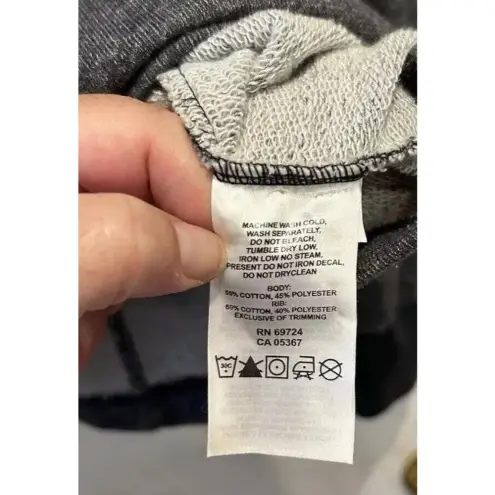 MACHINE WASH COLD,
WASH SEPARATELY,
DO NOT BLEACH,
TUMBLE DRY LOW,
IRON LOW NO STEAM,
PRESENT DO NOT IRON DECAL,
DO NOT DRYCLEAN
BODY:
55% COTTON, 45% POLYESTER
RIB:
60% COTTON, 40% POLYESTER
EXCLUSIVE OF TRIMMING
RN 69724
CA 05367
30C